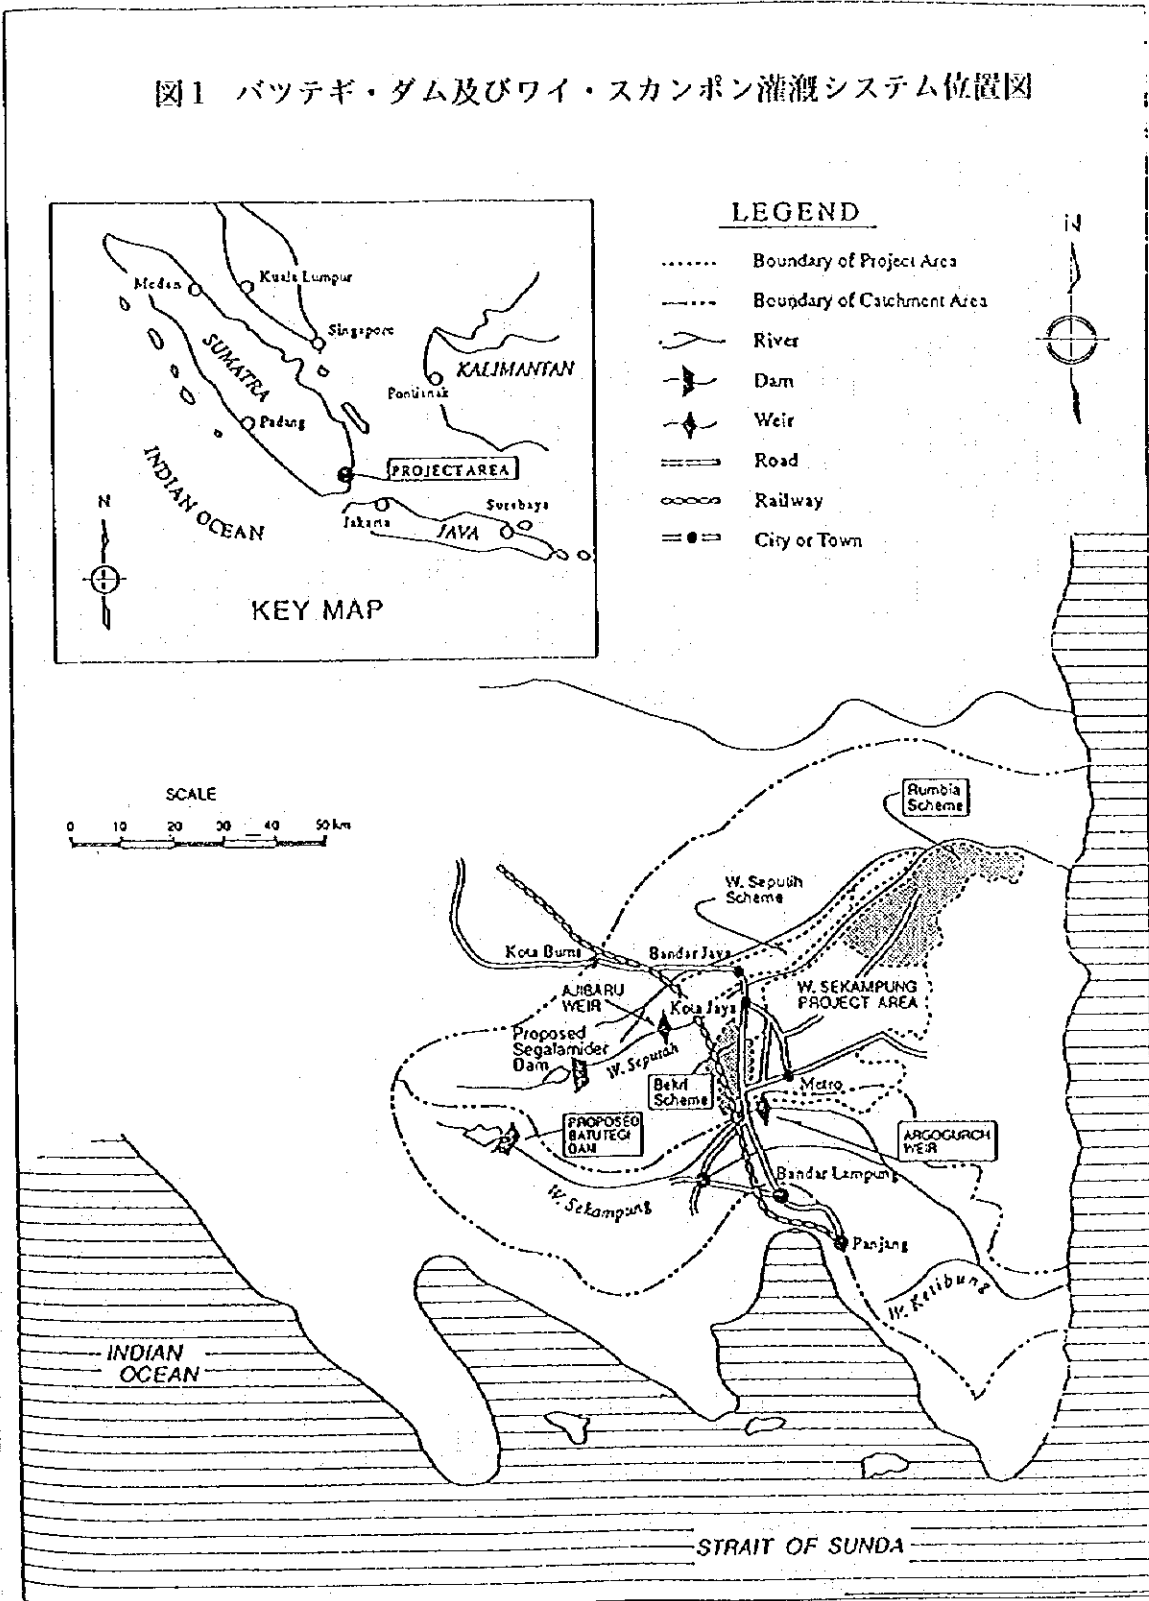 図1 バツテギ・ダム及びワイ・スカンポン灌漑システム位置図
Medan
Kuala Lumpur
Singapore
SUMATRA
KALIMANTAN
Pontianak
Padang
INDIAN OCEAN
PROJECT AREA
N
Jakarta
JAVA
Surabaya
KEY MAP
LEGEND
Boundary of Project Area
Boundary of Catchment Area
River
Dam
Weir
Road
Railway
City or Town
N
SCALE
0 10 20 30 40 50 km
Rumbia
Scheme
W. Seputih
Scheme
Kota Bumi
Bandar Jaya
AJIBARU
WEIR
Kota Jaya
W. SEKAMPUNG
PROJECT AREA
Proposed
Segalamider
Dam
W. Seputih
Bekri
Scheme
Metro
PROPOSED
BATUTEGI
DAM
ARGOGURCH
WEIR
W. Sekampung
Bandar Lampung
Panjang
W. Ketibung
INDIAN
OCEAN
STRAIT OF SUNDA